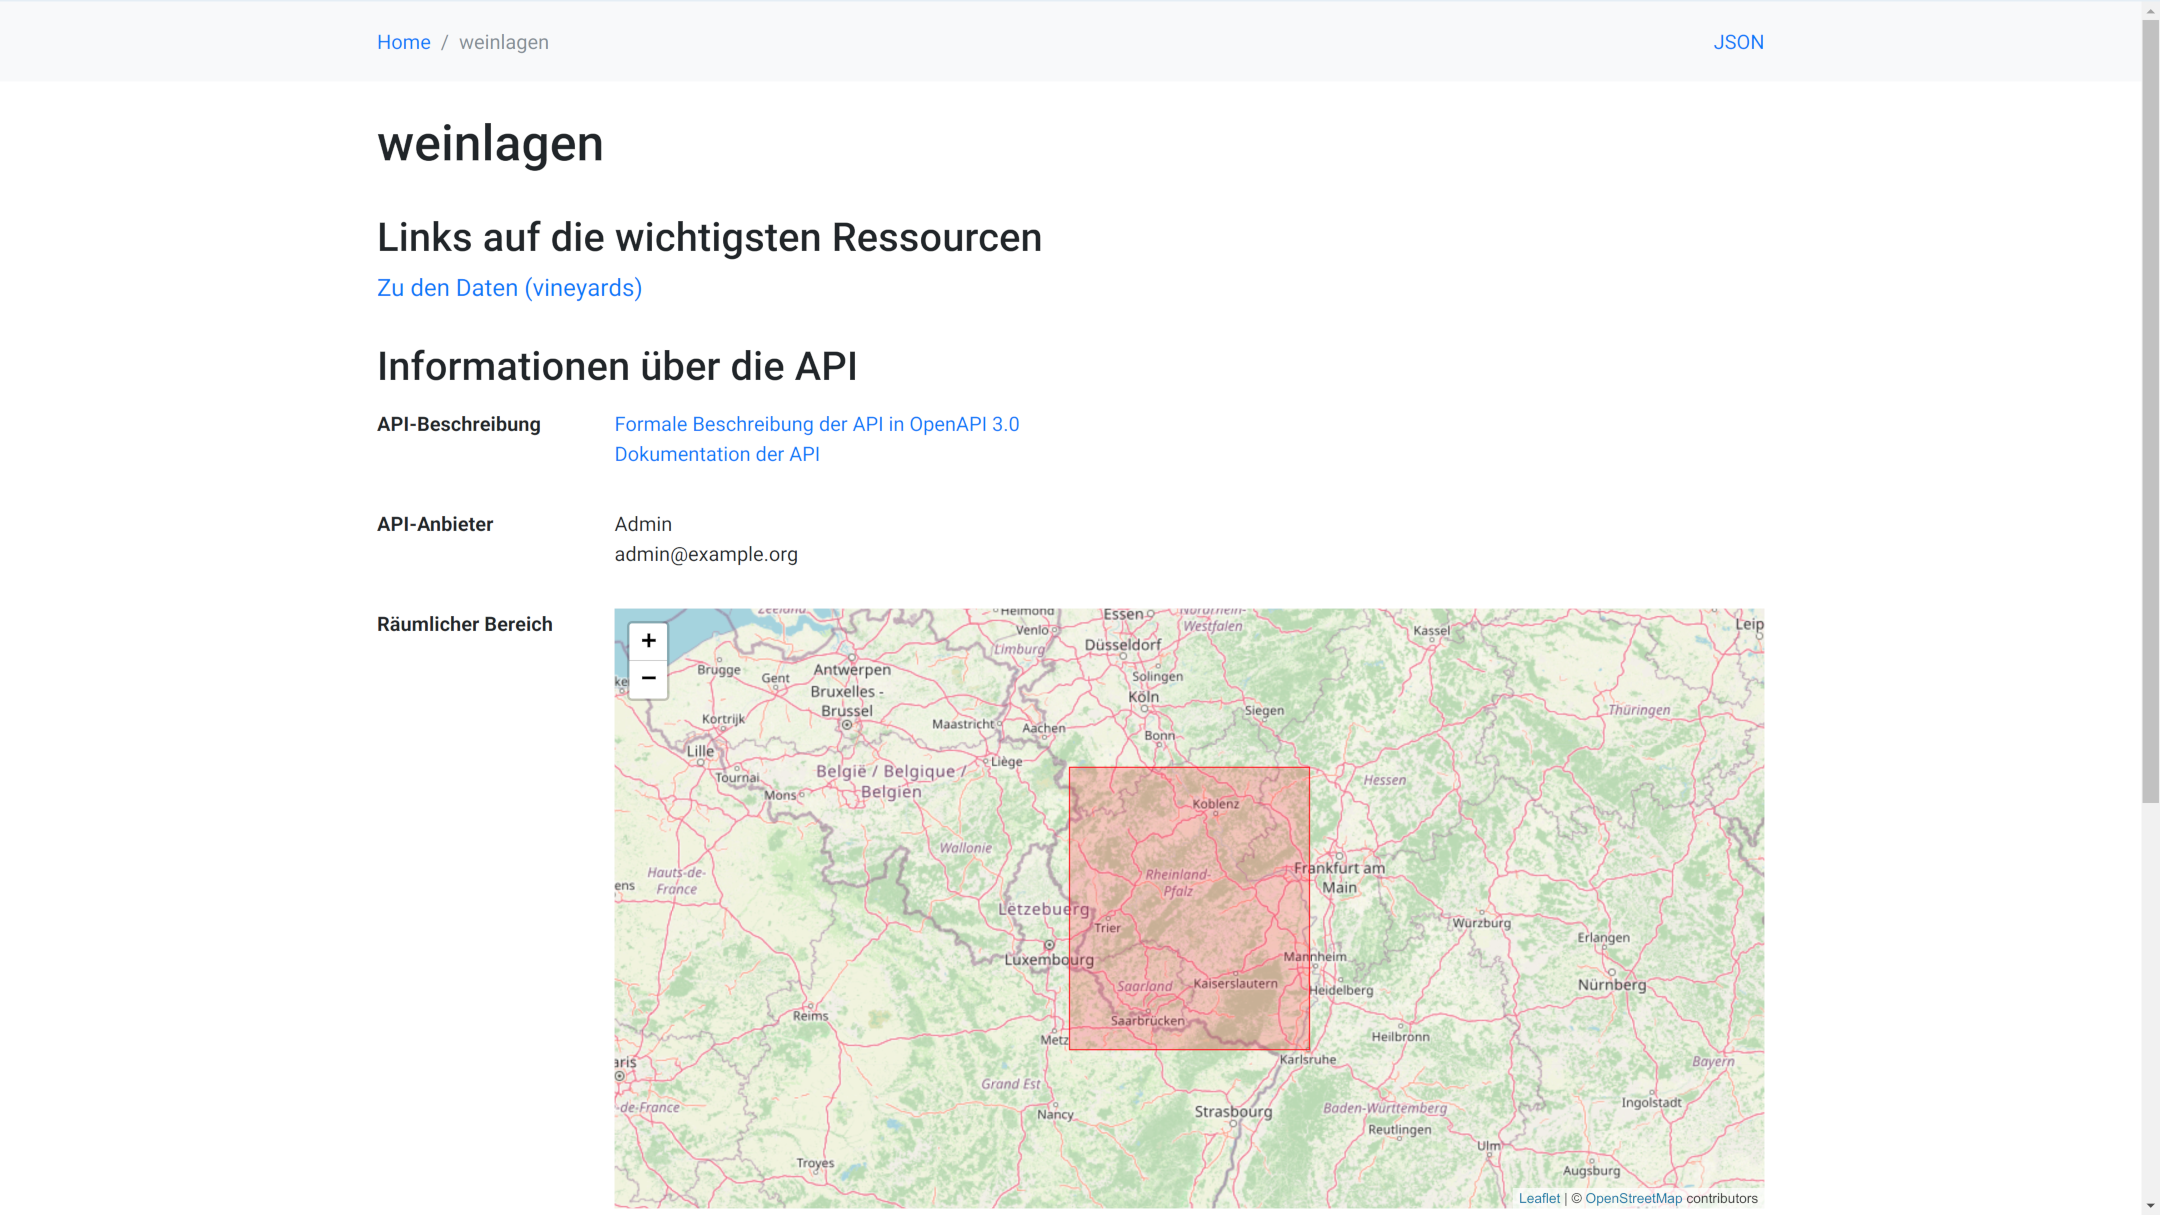 Home / weinlagen
JSON
weinlagen
Links auf die wichtigsten Ressourcen
Zu den Daten (vineyards)
Informationen über die API
API-Beschreibung
Formale Beschreibung der API in OpenAPI 3.0
Dokumentation der API
API-Anbieter
Admin
admin@example.org
Räumlicher Bereich
+
−
Zeeland
Helmond
Essen
Nordrhein-
Westfalen
Venlo
Kassel
Leip
Limburg
Düsseldorf
Brugge
Gent
Antwerpen
Solingen
Bruxelles -
Brussel
Köln
Kortrijk
Maastricht
Aachen
Siegen
Thüringen
Bonn
Lille
Tournai
België / Belgique /
Belgien
Liège
Mons
Hessen
Koblenz
Wallonie
Hauts-de-
France
ens
Rheinland-
Pfalz
Frankfurt am
Main
Lëtzebuerg
Trier
Würzburg
Erlangen
Luxembourg
Mannheim
Saarland
Kaiserslautern
Heidelberg
Nürnberg
Reims
Saarbrücken
Metz
Heilbronn
Karlsruhe
aris
Bayern
Grand Est
-de-France
Nancy
Strasbourg
Baden-Württemberg
Ingolstadt
Reutlingen
Ulm
Troyes
Augsburg
Leaflet | © OpenStreetMap contributors